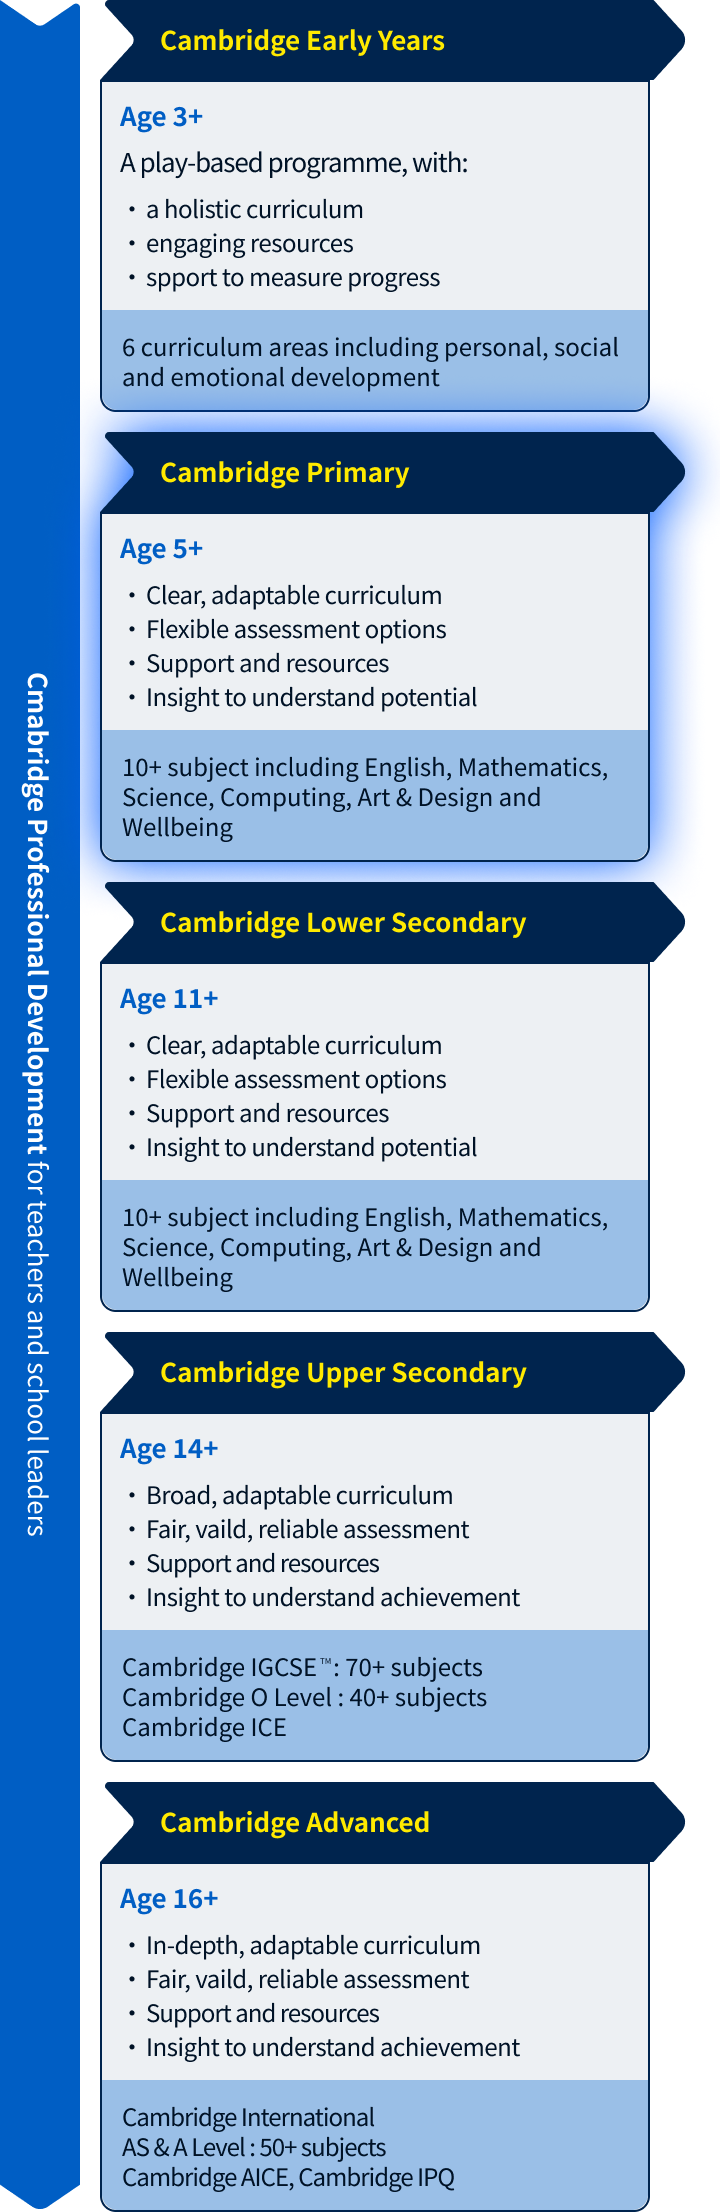 Cambridge Early Years
Age 3+
A play-based programme, with:
・a holistic curriculum
・engaging resources
・spport to measure progress
6 curriculum areas including personal, social
and emotional development
Cambridge Primary
Age 5+
・Clear, adaptable curriculum
・Flexible assessment options
・Support and resources
・Insight to understand potential
10+ subject including English, Mathematics,
Science, Computing, Art & Design and
Wellbeing
Cambridge Lower Secondary
Age 11+
・Clear, adaptable curriculum
・Flexible assessment options
・Support and resources
・Insight to understand potential
10+ subject including English, Mathematics,
Science, Computing, Art & Design and
Wellbeing
Cambridge Upper Secondary
Age 14+
・Broad, adaptable curriculum
・Fair, vaild, reliable assessment
・Support and resources
・Insight to understand achievement
Cambridge IGCSE™: 70+ subjects
Cambridge O Level : 40+ subjects
Cambridge ICE
Cambridge Advanced
Age 16+
・In-depth, adaptable curriculum
・Fair, vaild, reliable assessment
・Support and resources
・Insight to understand achievement
Cambridge International
AS & A Level : 50+ subjects
Cambridge AICE, Cambridge IPQ
Cmabridge Professional Development for teachers and school leaders